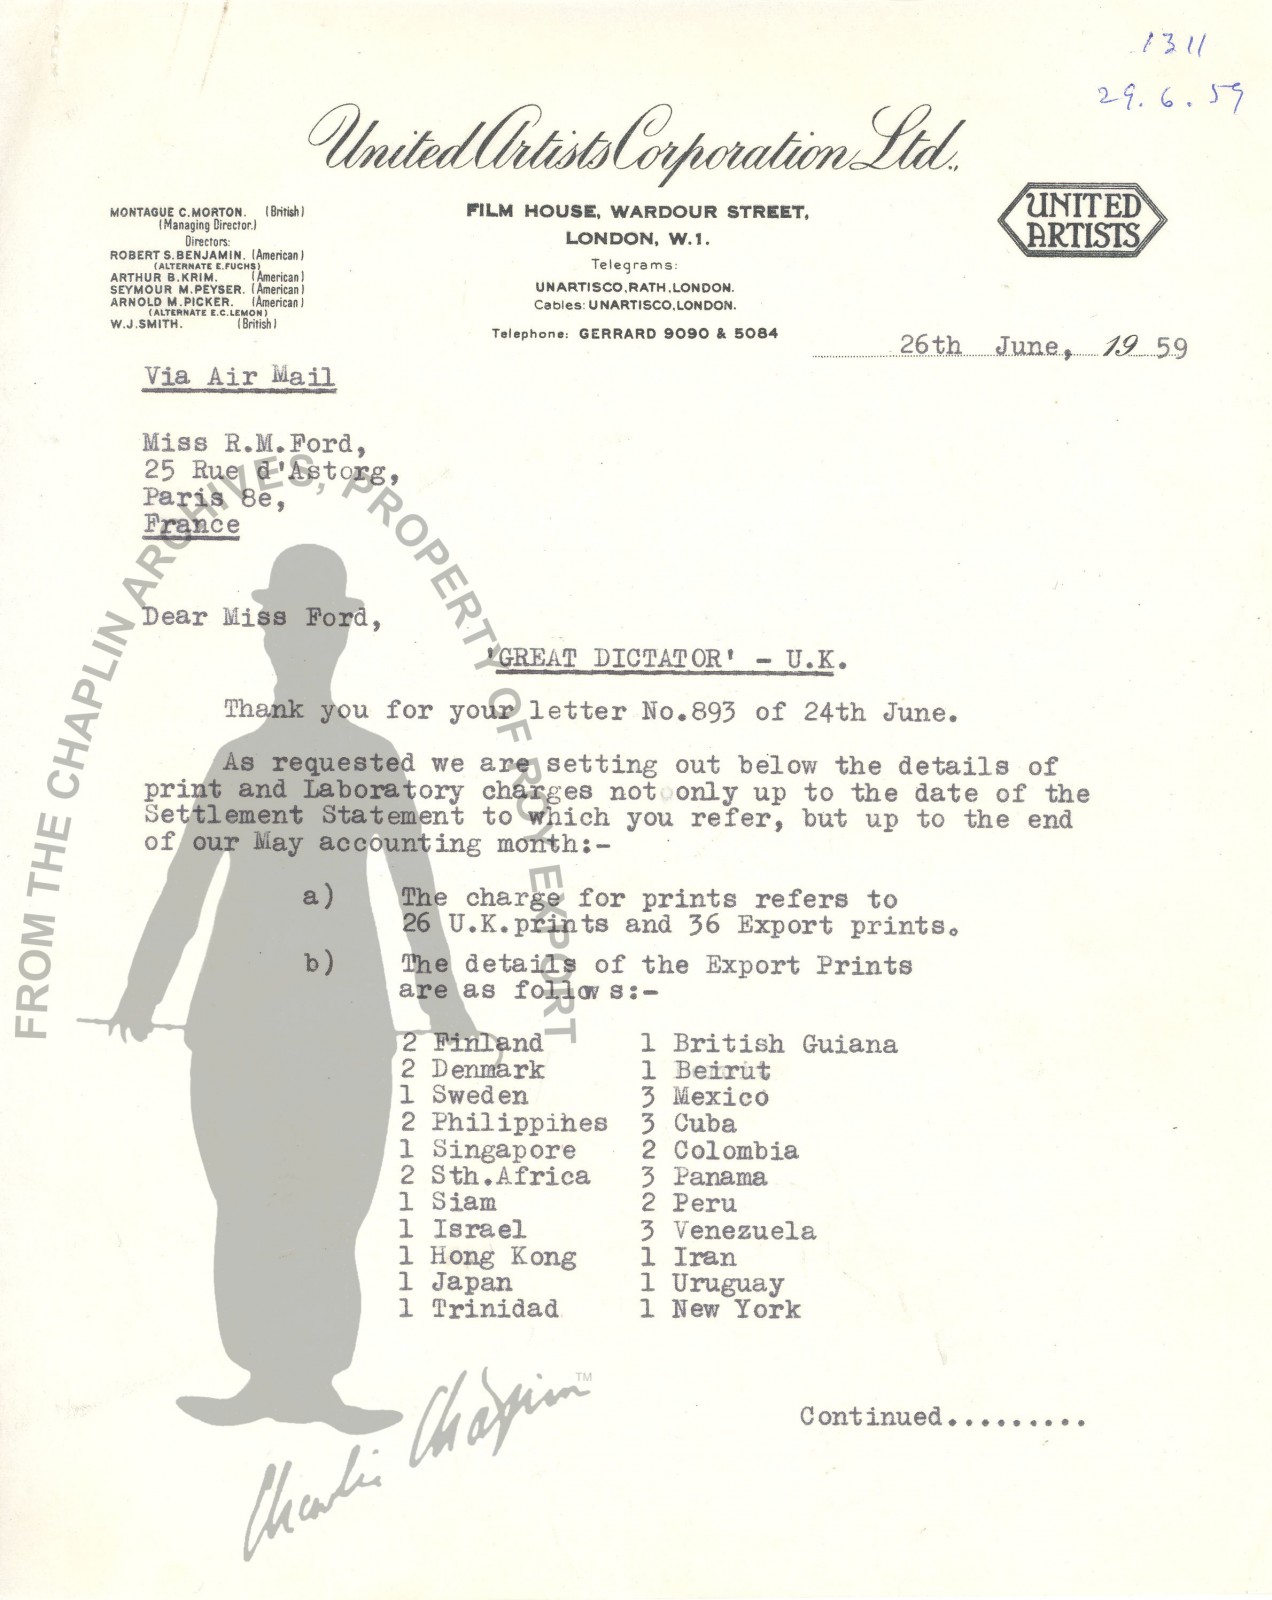 1311
29.6.59
United Artists Corporation Ltd.,
MONTAGUE C. MORTON. (British)
(Managing Director.)
Directors:
ROBERT S. BENJAMIN. (American)
(ALTERNATE E. FUCHS)
ARTHUR B. KRIM. (American)
SEYMOUR M. PEYSER. (American)
ARNOLD M. PICKER. (American)
(ALTERNATE E.C. LEMON)
W.J. SMITH. (British)
FILM HOUSE, WARDOUR STREET,
LONDON, W.1.
Telegrams:
UNARTISCO, RATH, LONDON.
Cables: UNARTISCO, LONDON.
Telephone: GERRARD 9090 & 5084
UNITED
ARTISTS
26th June, 19 59
Via Air Mail
Miss R.M.Ford,
25 Rue d'Astorg,
Paris 8e,
France
Dear Miss Ford,
'GREAT DICTATOR' - U.K.
Thank you for your letter No.893 of 24th June.
As requested we are setting out below the details of
print and Laboratory charges not only up to the date of the
Settlement Statement to which you refer, but up to the end
of our May accounting month:-
a) The charge for prints refers to
26 U.K.prints and 36 Export prints.
b) The details of the Export Prints
are as follows:-
2 Finland 1 British Guiana
2 Denmark 1 Beirut
1 Sweden 3 Mexico
2 Philippines 3 Cuba
1 Singapore 2 Colombia
2 Sth.Africa 3 Panama
1 Siam 2 Peru
1 Israel 3 Venezuela
1 Hong Kong 1 Iran
1 Japan 1 Uruguay
1 Trinidad 1 New York
Continued.........
FROM THE CHAPLIN ARCHIVES, PROPERTY OF ROY EXPORT
Charlie Chaplin TM